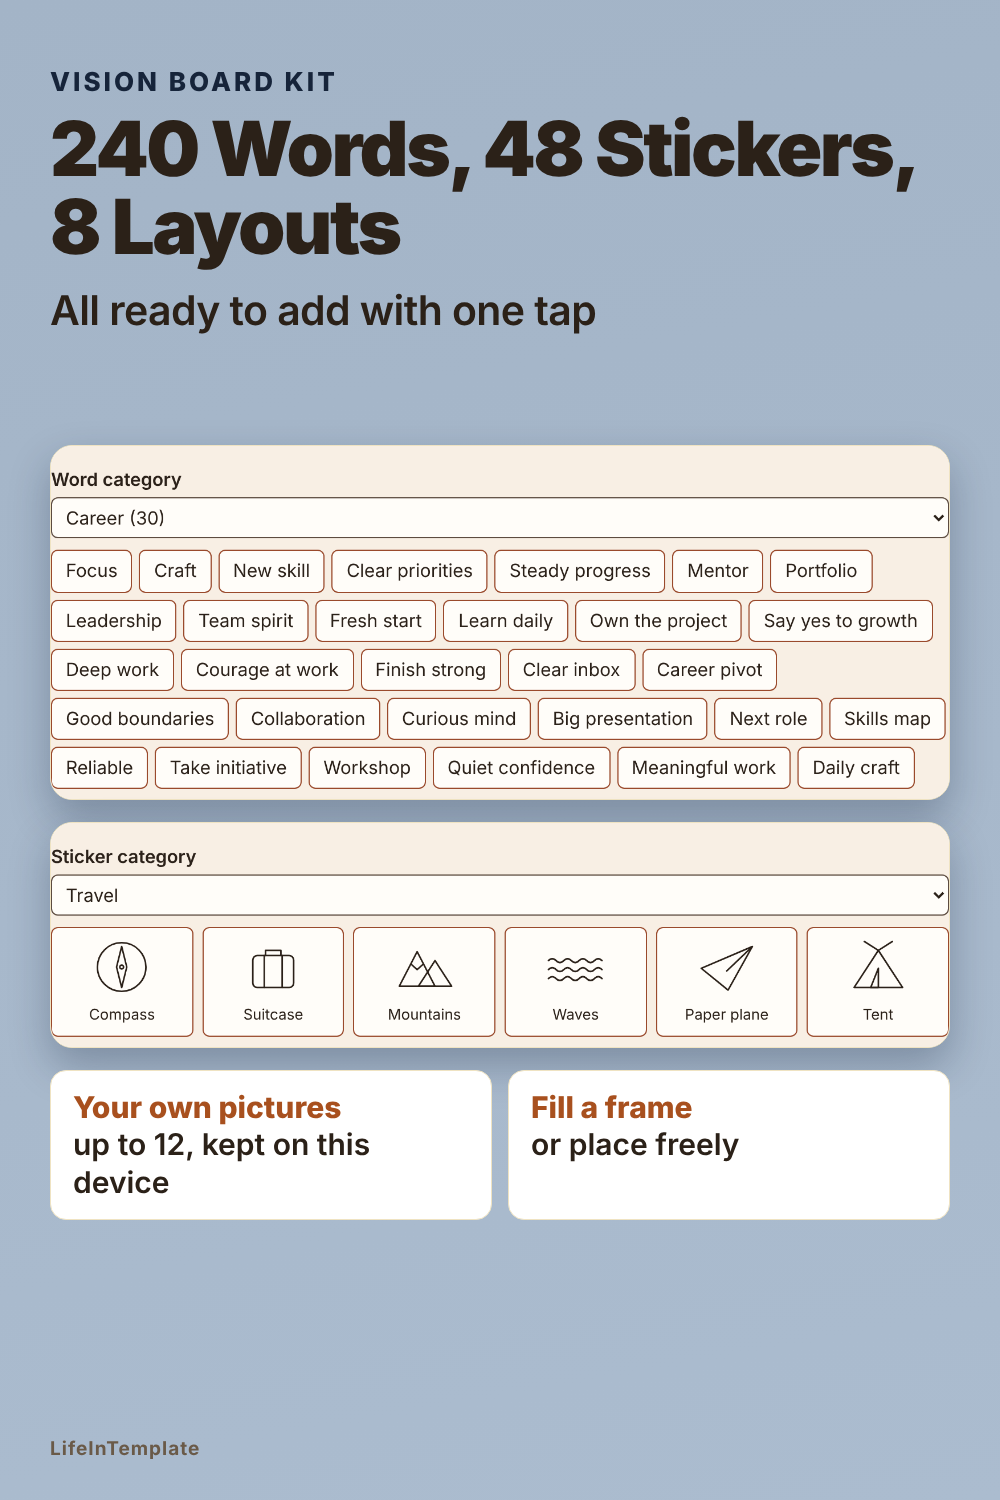 VISION BOARD KIT
240 Words, 48 Stickers,
8 Layouts
All ready to add with one tap
Word category
Career (30)
Focus Craft New skill Clear priorities Steady progress Mentor Portfolio
Leadership Team spirit Fresh start Learn daily Own the project Say yes to growth
Deep work Courage at work Finish strong Clear inbox Career pivot
Good boundaries Collaboration Curious mind Big presentation Next role Skills map
Reliable Take initiative Workshop Quiet confidence Meaningful work Daily craft
Sticker category
Travel
Compass Suitcase Mountains Waves Paper plane Tent
Your own pictures
up to 12, kept on this
device
Fill a frame
or place freely
LifeInTemplate